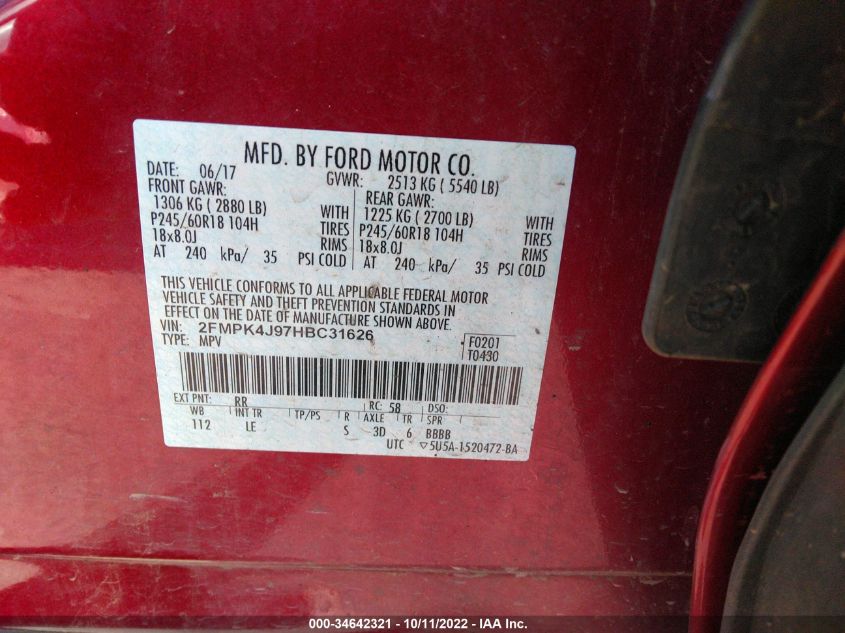 MFD. BY FORD MOTOR CO.
DATE: 06/17 GVWR: 2513 KG ( 5540 LB)
FRONT GAWR: REAR GAWR:
1306 KG ( 2880 LB) WITH 1225 KG ( 2700 LB) WITH
P245/60R18 104H TIRES P245/60R18 104H TIRES
18x8.0J RIMS 18x8.0J RIMS
AT 240 kPa/ 35 PSI COLD AT 240 kPa/ 35 PSI COLD
THIS VEHICLE CONFORMS TO ALL APPLICABLE FEDERAL MOTOR
VEHICLE SAFETY AND THEFT PREVENTION STANDARDS IN
EFFECT ON THE DATE OF MANUFACTURE SHOWN ABOVE.
VIN: 2FMPK4J97HBC31626 F0201
TYPE: MPV T0430
EXT PNT: RR RC: 58 DSO:
WB INT TR TP/PS R AXLE TR SPR
112 LE S 3D 6 BBBB
UTC ▽5U5A-1520472-BA
000-34642321 - 10/11/2022 - IAA Inc.